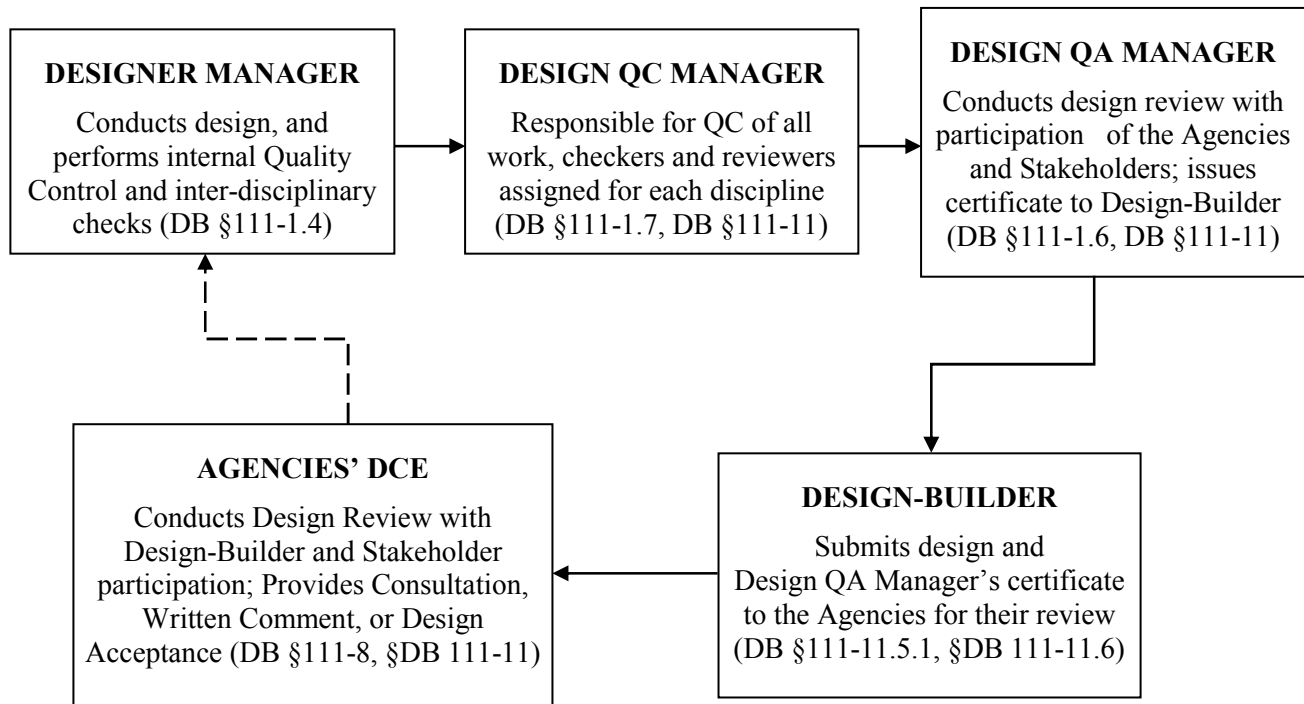 DESIGNER MANAGER
Conducts design, and
performs internal Quality
Control and inter-disciplinary
checks (DB §111-1.4)
DESIGN QC MANAGER
Responsible for QC of all
work, checkers and reviewers
assigned for each discipline
(DB §111-1.7, DB §111-11)
DESIGN QA MANAGER
Conducts design review with
participation of the Agencies
and Stakeholders; issues
certificate to Design-Builder
(DB §111-1.6, DB §111-11)
AGENCIES’ DCE
Conducts Design Review with
Design-Builder and Stakeholder
participation; Provides Consultation,
Written Comment, or Design
Acceptance (DB §111-8, §DB 111-11)
DESIGN-BUILDER
Submits design and
Design QA Manager’s certificate
to the Agencies for their review
(DB §111-11.5.1, §DB 111-11.6)